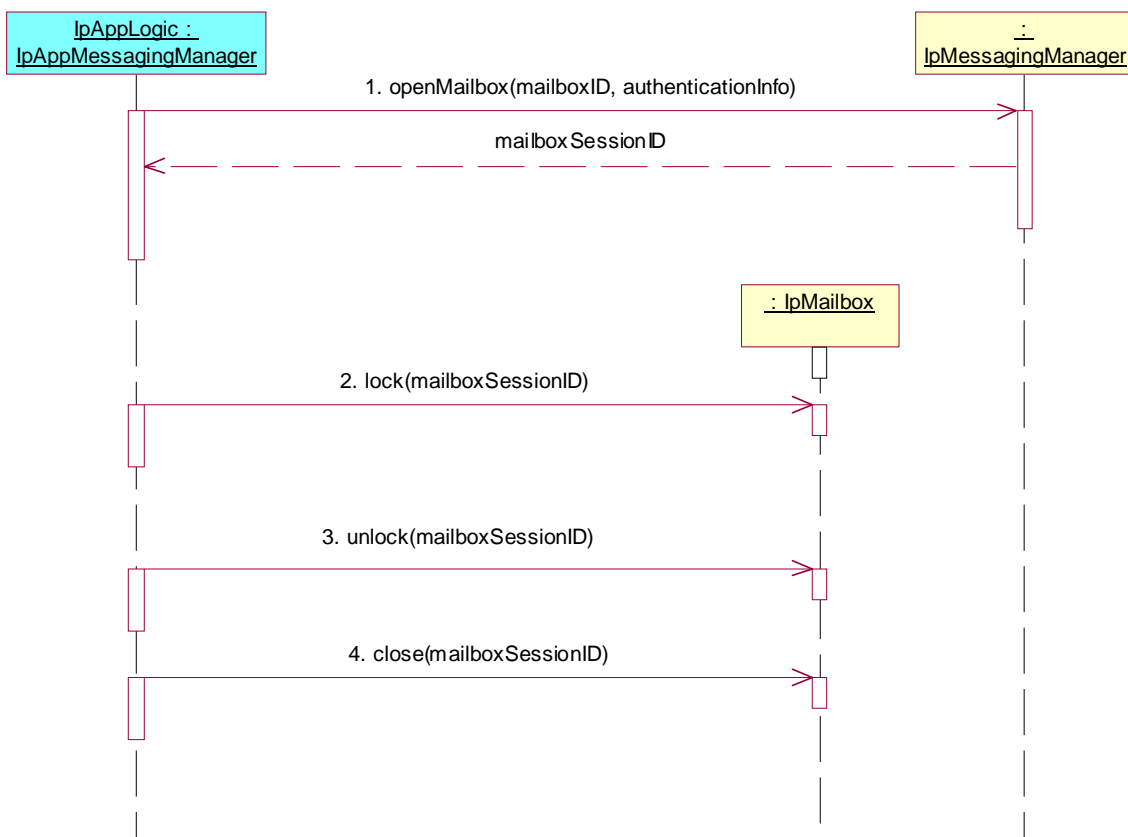 IpAppLogic :
IpAppMessagingManager
:
IpMessagingManager
1. openMailbox(mailboxID, authenticationInfo)
mailboxSessionID
: IpMailbox
2. lock(mailboxSessionID)
3. unlock(mailboxSessionID)
4. close(mailboxSessionID)